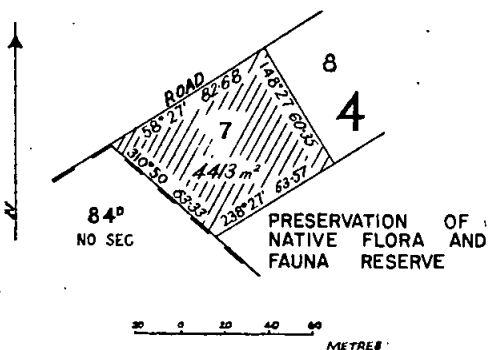 ROAD
58° 27' 82·68
8
4
148° 27' 60·35
7
4413 m²
310° 50' 63·33
238° 27' 63·57
84ᴰ
NO SEC
PRESERVATION OF
NATIVE FLORA AND
FAUNA RESERVE
N
20 0 20 40 60
METRES